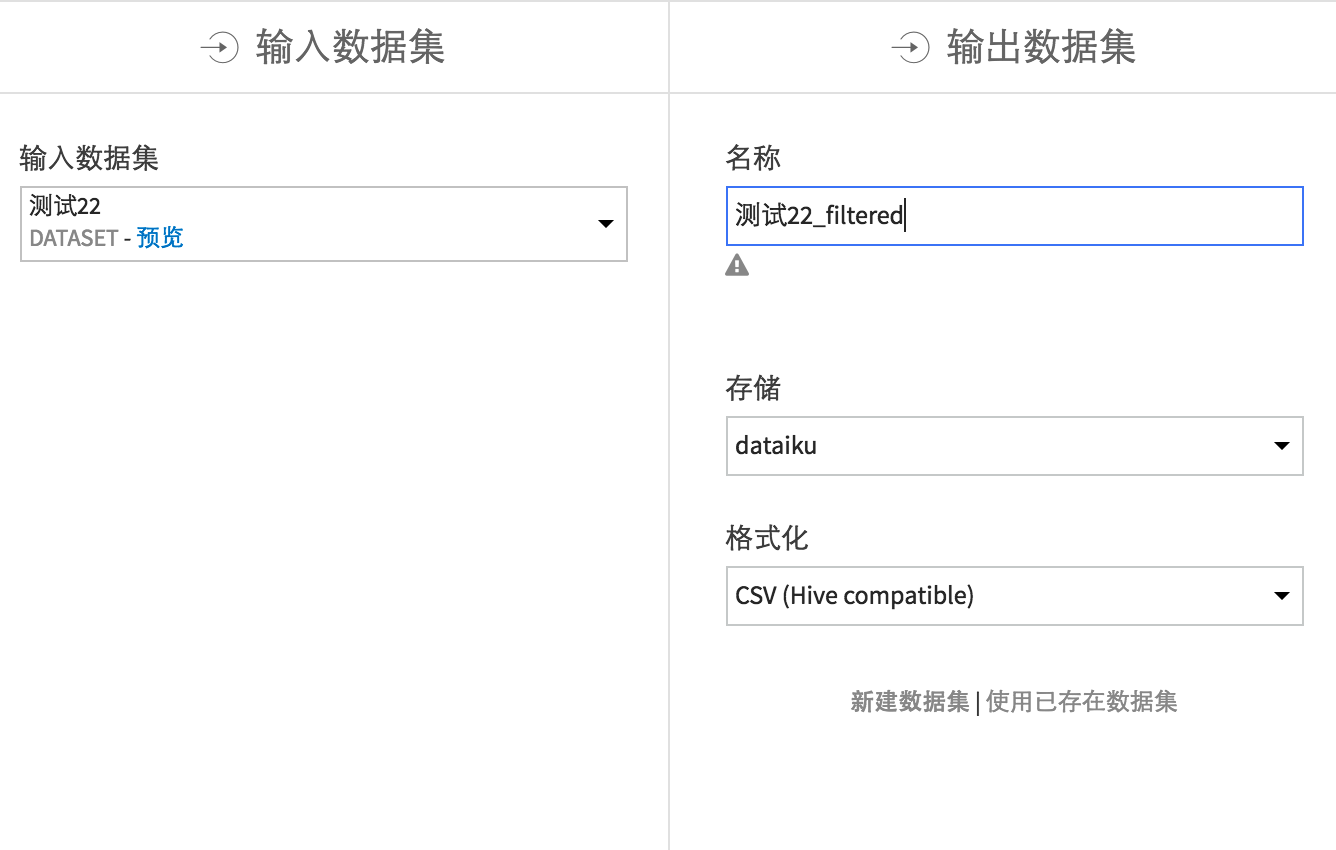 输入数据集
输出数据集
输入数据集
测试22
DATASET - 预览
名称
测试22_filtered
存储
dataiku
格式化
CSV (Hive compatible)
新建数据集 | 使用已存在数据集